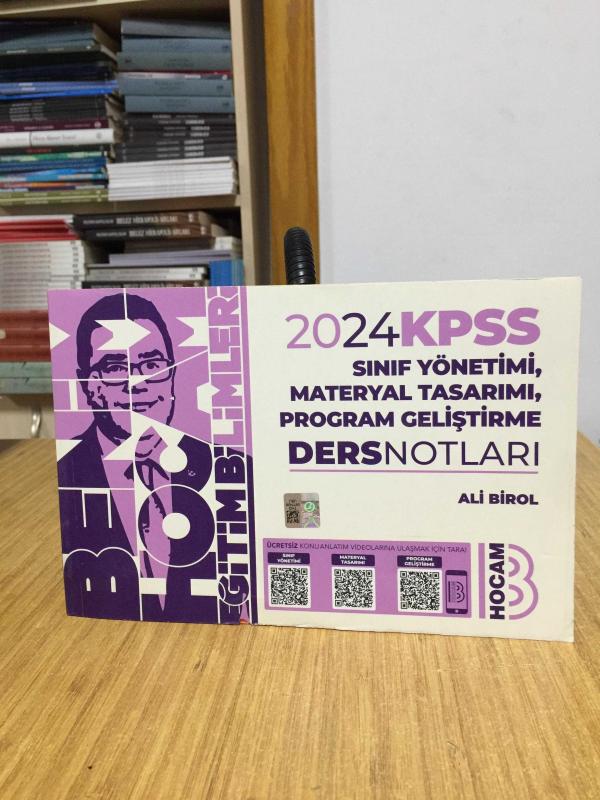 BENİM
HOCAM
EĞİTİM BİLİMLERİ
2024KPSS
SINIF YÖNETİMİ,
MATERYAL TASARIMI,
PROGRAM GELİŞTİRME
DERSNOTLARI
ALİ BİROL
ÜCRETSİZ KONU ANLATIM VİDEOLARINA ULAŞMAK İÇİN TARA!
SINIF
YÖNETİMİ
MATERYAL
TASARIMI
PROGRAM
GELİŞTİRME
B
HOCAM